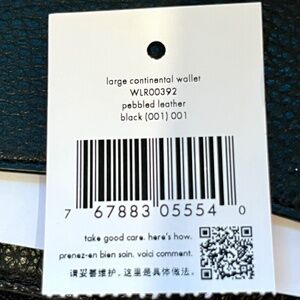 large continental wallet
WLR00392
pebbled leather
black (001) 001
7 67883 05554 0
take good care. here's how.
prenez-en bien soin. voici comment.
请妥善维护。这里是具体做法。